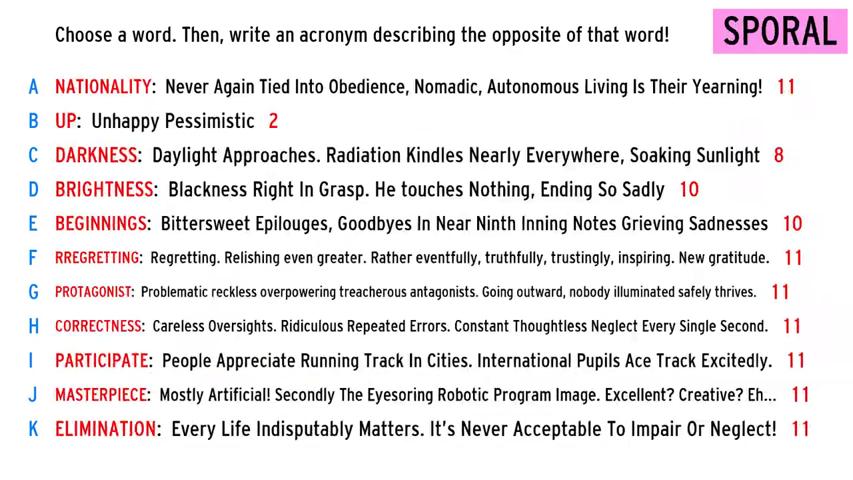 Choose a word. Then, write an acronym describing the opposite of that word!
SPORAL
A NATIONALITY: Never Again Tied Into Obedience, Nomadic, Autonomous Living Is Their Yearning! 11
B UP: Unhappy Pessimistic 2
C DARKNESS: Daylight Approaches. Radiation Kindles Nearly Everywhere, Soaking Sunlight 8
D BRIGHTNESS: Blackness Right In Grasp. He touches Nothing, Ending So Sadly 10
E BEGINNINGS: Bittersweet Epilouges, Goodbyes In Near Ninth Inning Notes Grieving Sadnesses 10
F RREGRETTING: Regretting. Relishing even greater. Rather eventfully, truthfully, trustingly, inspiring. New gratitude. 11
G PROTAGONIST: Problematic reckless overpowering treacherous antagonists. Going outward, nobody illuminated safely thrives. 11
H CORRECTNESS: Careless Oversights. Ridiculous Repeated Errors. Constant Thoughtless Neglect Every Single Second. 11
I PARTICIPATE: People Appreciate Running Track In Cities. International Pupils Ace Track Excitedly. 11
J MASTERPIECE: Mostly Artificial! Secondly The Eyesoring Robotic Program Image. Excellent? Creative? Eh... 11
K ELIMINATION: Every Life Indisputably Matters. It's Never Acceptable To Impair Or Neglect! 11